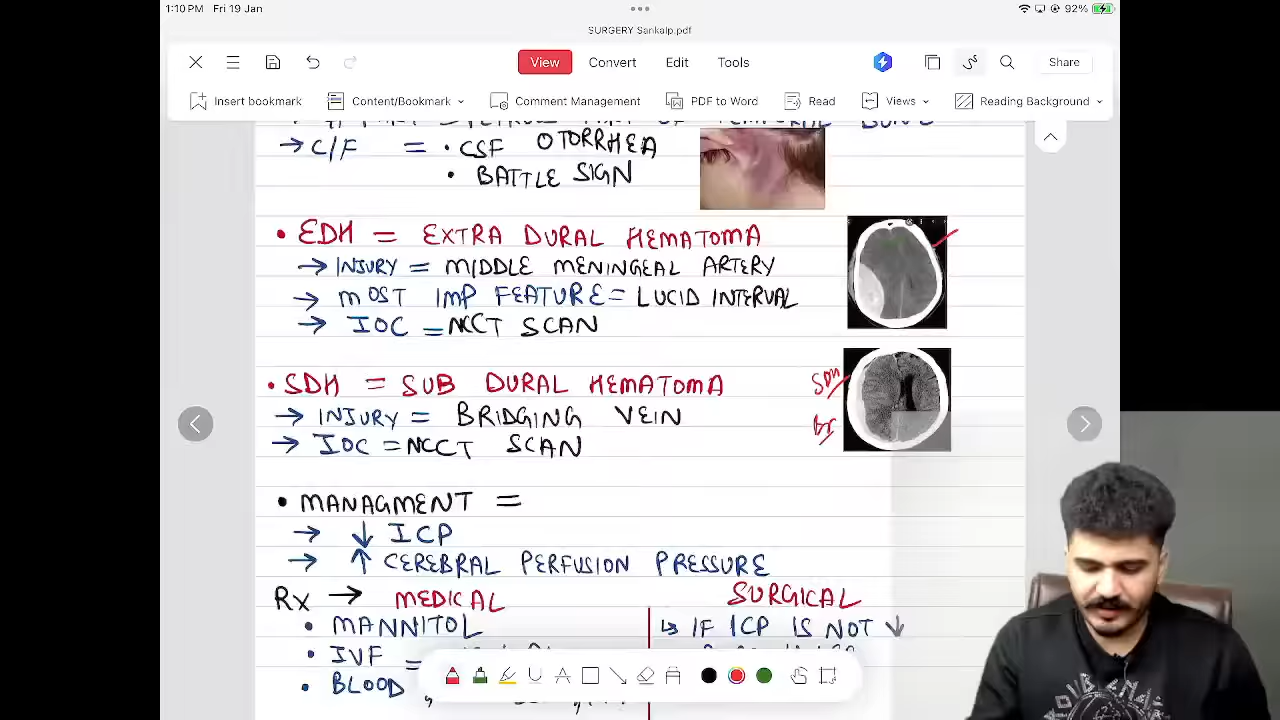 1:10 PM Fri 19 Jan
92%
SURGERY Sankalp.pdf
View Convert Edit Tools
Share
Insert bookmark Content/Bookmark Comment Management PDF to Word Read Views Reading Background
→ C/F = • CSF OTORRHEA
• BATTLE SIGN
• EDH = EXTRA DURAL HEMATOMA
→ INJURY = MIDDLE MENINGEAL ARTERY
→ MOST IMP FEATURE = LUCID INTERVAL
→ IOC = NCCT SCAN
• SDH = SUB DURAL HEMATOMA
SDH
→ INJURY = BRIDGING VEIN
→ IOC = NCCT SCAN
• MANAGMENT =
→ ↓ ICP
→ ↑ CEREBRAL PERFUSION PRESSURE
Rx → MEDICAL
SURGICAL
• MANNITOL
↳ IF ICP IS NOT ↓
• IVF =
• BLOOD